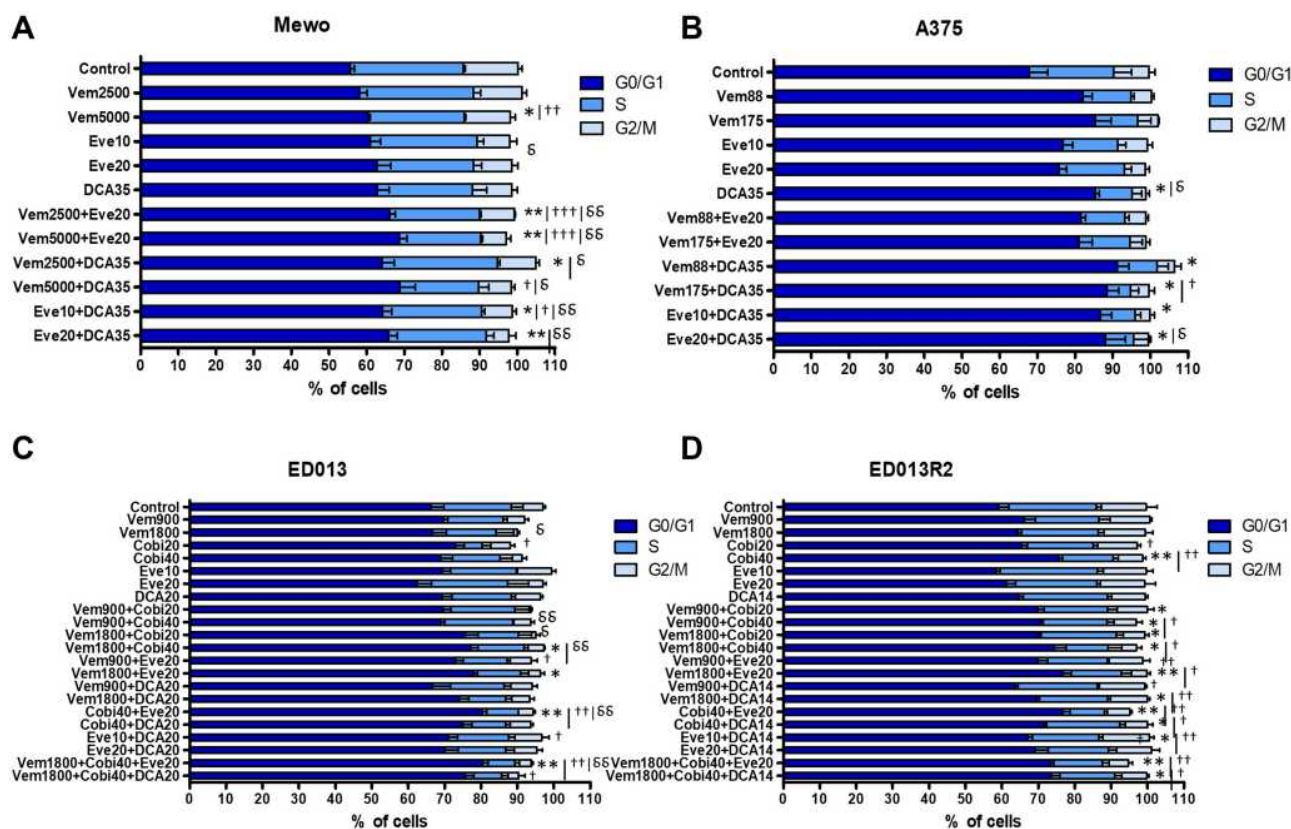 A
Mewo
Control
Vem2500
Vem5000 *|††
Eve10
δ
Eve20
DCA35
Vem2500+Eve20 **|†††|δδ
Vem5000+Eve20 **|†††|δδ
Vem2500+DCA35 *|δ
Vem5000+DCA35 †|δ
Eve10+DCA35 *|†|δδ
Eve20+DCA35 **|δδ
0 10 20 30 40 50 60 70 80 90 100 110
% of cells
G0/G1
S
G2/M
B
A375
Control
Vem88
Vem175
Eve10
Eve20
DCA35 *|δ
Vem88+Eve20
Vem175+Eve20
Vem88+DCA35 *
Vem175+DCA35 *|†
Eve10+DCA35 *
Eve20+DCA35 *|δ
0 10 20 30 40 50 60 70 80 90 100 110
% of cells
G0/G1
S
G2/M
C
ED013
Control
Vem900
Vem1800 δ
Cobi20 †
Cobi40
Eve10
Eve20
DCA20
Vem900+Cobi20
Vem900+Cobi40 δδ
Vem1800+Cobi20 δ
Vem1800+Cobi40 *|δδ
Vem900+Eve20 †
Vem1800+Eve20 *
Vem900+DCA20
Vem1800+DCA20
Cobi40+Eve20 **|††|δδ
Cobi40+DCA20
Eve10+DCA20 †
Eve20+DCA20
Vem1800+Cobi40+Eve20 **|††|δδ
Vem1800+Cobi40+DCA20 †
0 10 20 30 40 50 60 70 80 90 100 110
% of cells
G0/G1
S
G2/M
D
ED013R2
Control
Vem900
Vem1800
Cobi20 †
Cobi40 **|††
Eve10
Eve20
DCA14
Vem900+Cobi20 *
Vem900+Cobi40 *|†
Vem1800+Cobi20 *
Vem1800+Cobi40 *|†
Vem900+Eve20 ††
Vem1800+Eve20 **|†
Vem900+DCA14 †
Vem1800+DCA14 *|††
Cobi40+Eve20 **|††
Cobi40+DCA14 *|†
Eve10+DCA14 *|††
Eve20+DCA14
Vem1800+Cobi40+Eve20 **|††
Vem1800+Cobi40+DCA14 *|†
0 10 20 30 40 50 60 70 80 90 100 110
% of cells
G0/G1
S
G2/M